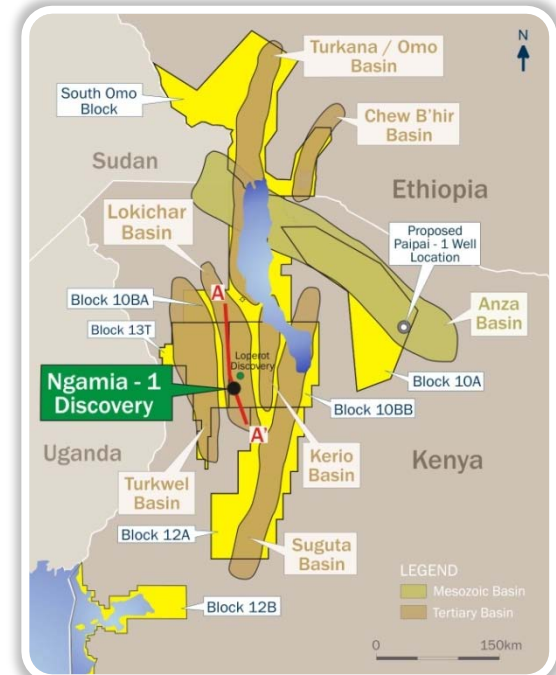 N
Turkana / Omo
Basin
South Omo
Block
Chew B'hir
Basin
Sudan
Ethiopia
Lokichar
Basin
Proposed
Paipai - 1 Well
Location
Block 10BA
A
Anza
Basin
Block 13T
Loperot
Discovery
Ngamia - 1
Discovery
Block 10A
Block 10BB
A'
Uganda
Kerio
Basin
Kenya
Turkwel
Basin
Block 12A
Suguta
Basin
LEGEND
Mesozoic Basin
Tertiary Basin
Block 12B
0 150km